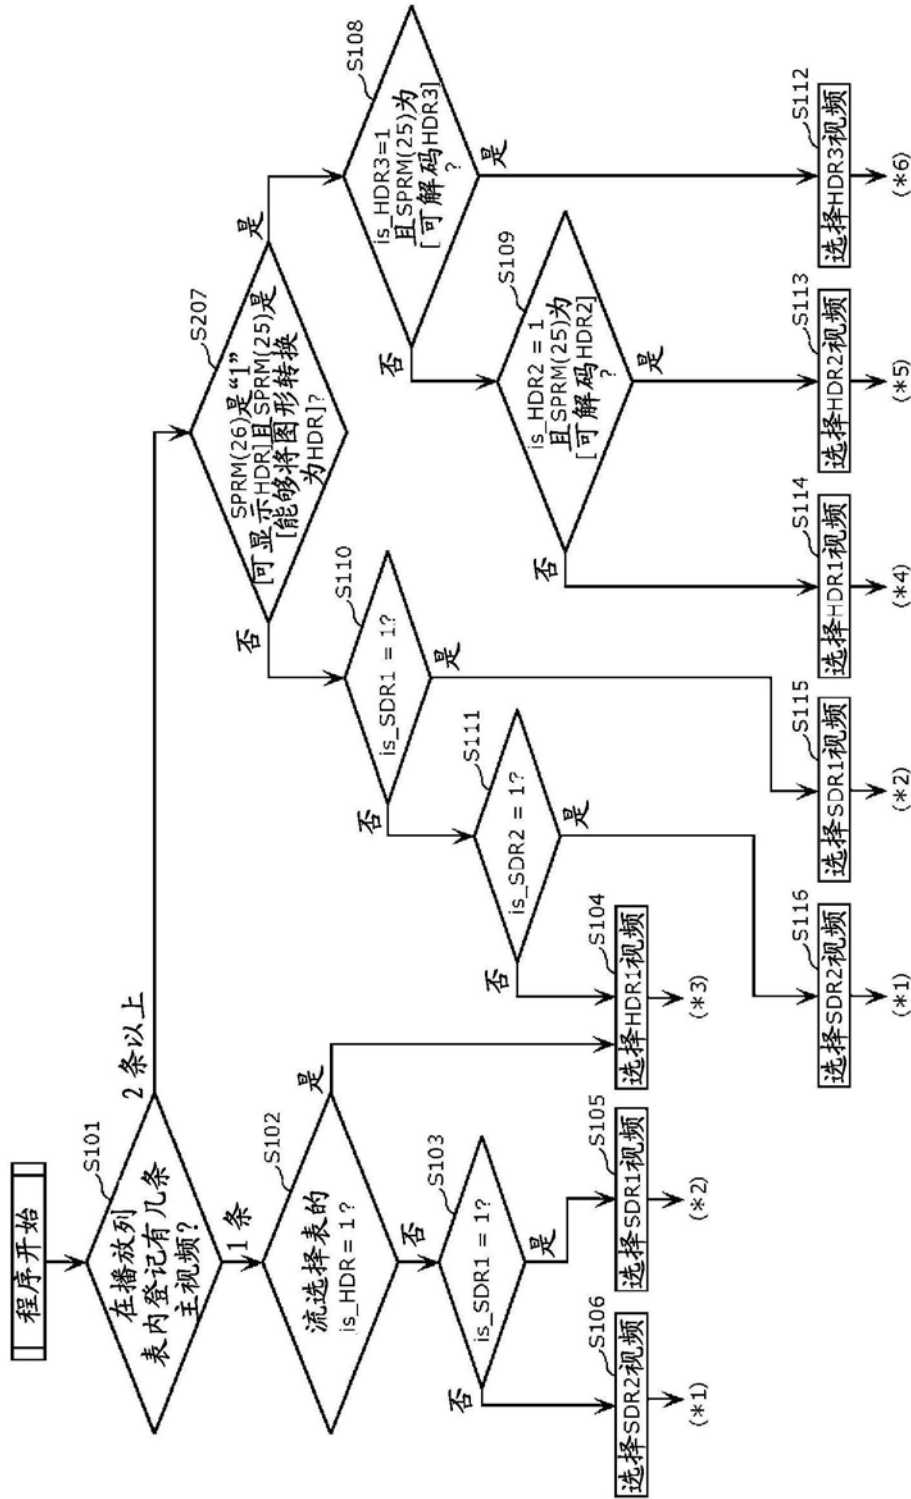 程序开始
S101
在播放列
表内登记有几条
主视频?
2 条以上
1 条
S102
流选择表的
is_HDR = 1?
是
否
S103
is_SDR1 = 1?
是
否
S106
选择SDR2视频
(*1)
S105
选择SDR1视频
(*2)
S104
选择HDR1视频
(*3)
S207
SPRM(26)是“1”
[可显示HDR]且SPRM(25)是
[能够将图形转换
为HDR]?
是
否
S110
is_SDR1 = 1?
是
否
S111
is_SDR2 = 1?
是
否
S108
is_HDR3=1
且SPRM(25)为
[可解码HDR3]
?
是
否
S109
is_HDR2 = 1
且SPRM(25)为
[可解码HDR2]
?
是
否
S116
选择SDR2视频
(*1)
S115
选择SDR1视频
(*2)
S114
选择HDR1视频
(*4)
S113
选择HDR2视频
(*5)
S112
选择HDR3视频
(*6)